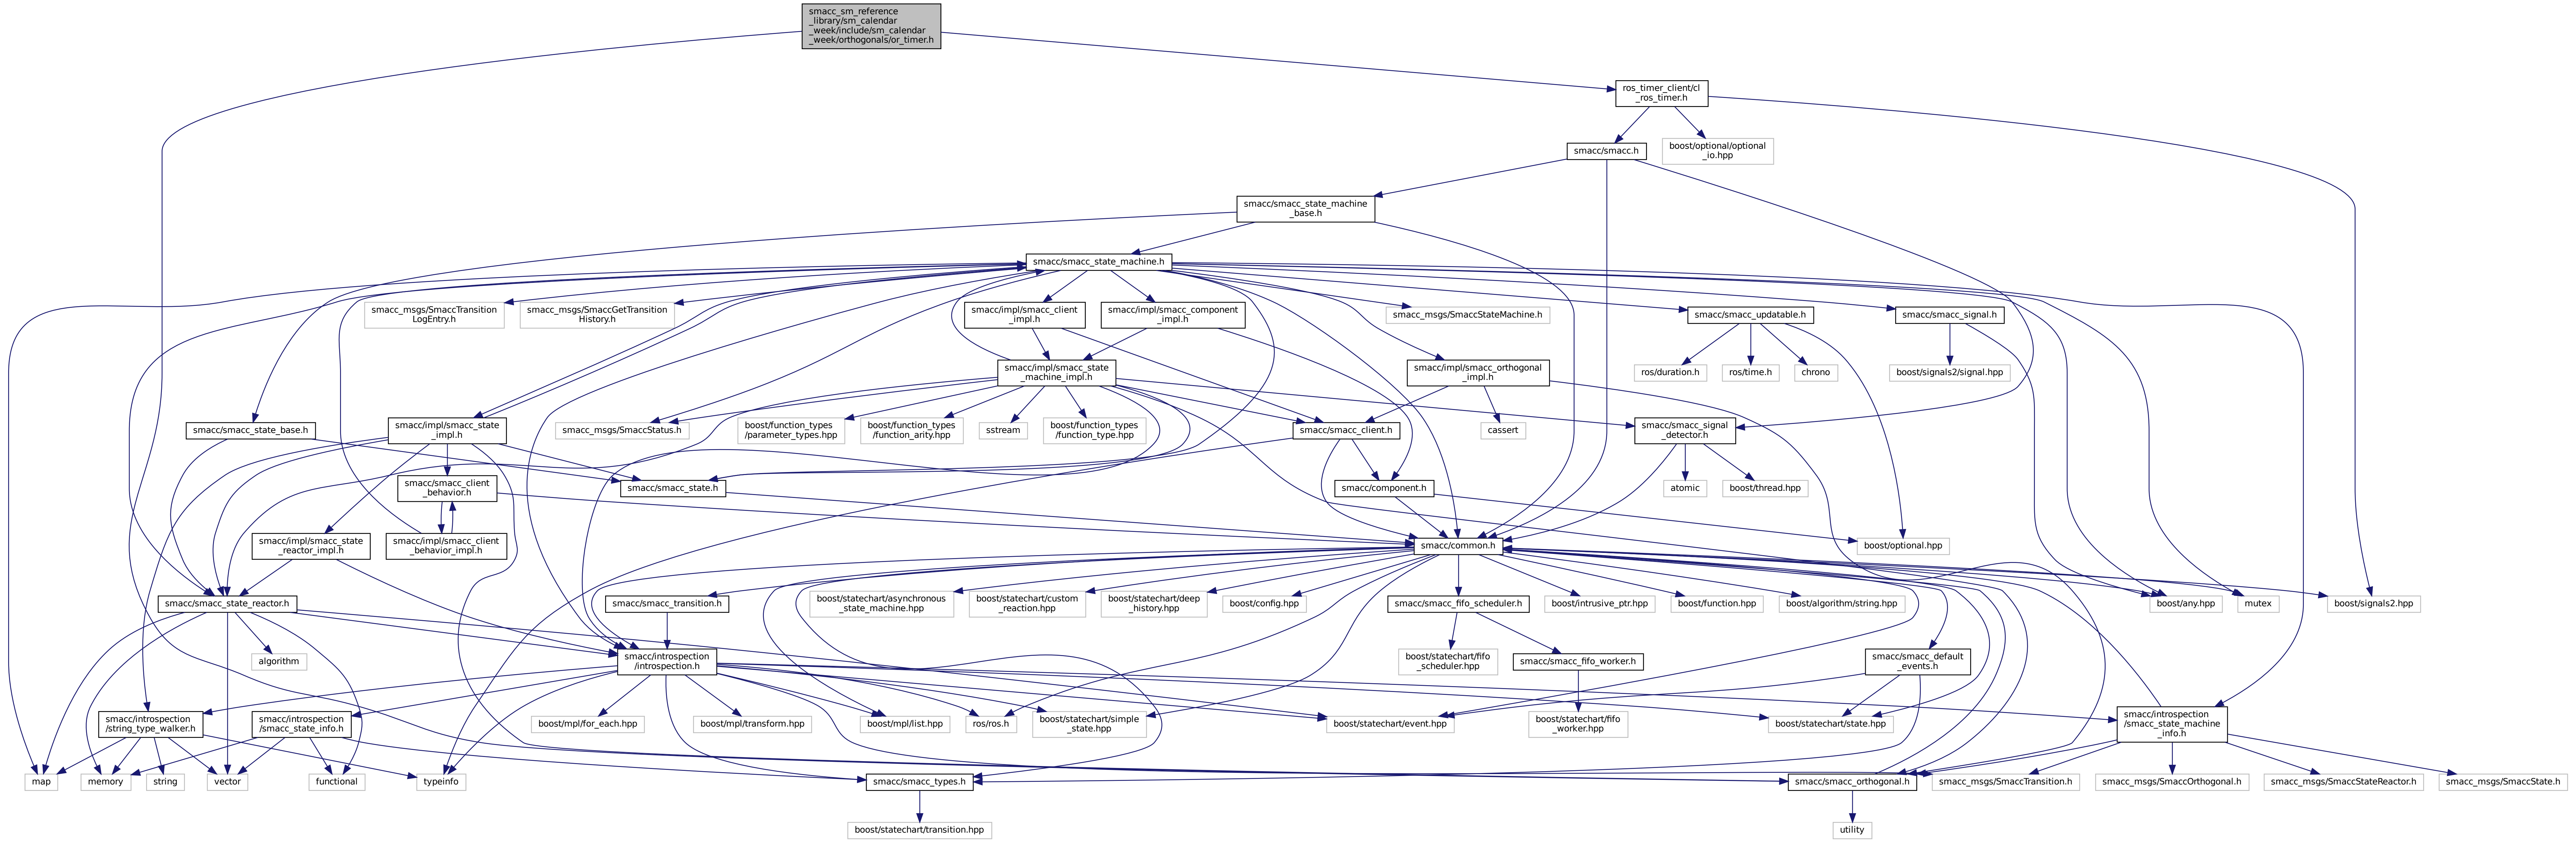 smacc_sm_reference
_library/sm_calendar
_week/include/sm_calendar
_week/orthogonals/or_timer.h
ros_timer_client/cl
_ros_timer.h
smacc/smacc.h
boost/optional/optional
_io.hpp
smacc/smacc_state_machine
_base.h
smacc/smacc_state_machine.h
smacc_msgs/SmaccTransition
LogEntry.h
smacc_msgs/SmaccGetTransition
History.h
smacc/impl/smacc_client
_impl.h
smacc/impl/smacc_component
_impl.h
smacc_msgs/SmaccStateMachine.h
smacc/smacc_updatable.h
smacc/smacc_signal.h
smacc/impl/smacc_state
_machine_impl.h
smacc/impl/smacc_orthogonal
_impl.h
ros/duration.h
ros/time.h
chrono
boost/signals2/signal.hpp
smacc/smacc_state_base.h
smacc/impl/smacc_state
_impl.h
smacc_msgs/SmaccStatus.h
boost/function_types
/parameter_types.hpp
boost/function_types
/function_arity.hpp
sstream
boost/function_types
/function_type.hpp
smacc/smacc_client.h
cassert
smacc/smacc_signal
_detector.h
smacc/smacc_client
_behavior.h
smacc/smacc_state.h
smacc/component.h
atomic
boost/thread.hpp
smacc/impl/smacc_state
_reactor_impl.h
smacc/impl/smacc_client
_behavior_impl.h
smacc/common.h
boost/optional.hpp
smacc/smacc_state_reactor.h
smacc/smacc_transition.h
boost/statechart/asynchronous
_state_machine.hpp
boost/statechart/custom
_reaction.hpp
boost/statechart/deep
_history.hpp
boost/config.hpp
smacc/smacc_fifo_scheduler.h
boost/intrusive_ptr.hpp
boost/function.hpp
boost/algorithm/string.hpp
boost/any.hpp
mutex
boost/signals2.hpp
algorithm
smacc/introspection
/introspection.h
boost/statechart/fifo
_scheduler.hpp
smacc/smacc_fifo_worker.h
smacc/smacc_default
_events.h
smacc/introspection
/string_type_walker.h
smacc/introspection
/smacc_state_info.h
boost/mpl/for_each.hpp
boost/mpl/transform.hpp
boost/mpl/list.hpp
ros/ros.h
boost/statechart/simple
_state.hpp
boost/statechart/event.hpp
boost/statechart/fifo
_worker.hpp
boost/statechart/state.hpp
smacc/introspection
/smacc_state_machine
_info.h
map
memory
string
vector
functional
typeinfo
smacc/smacc_types.h
smacc/smacc_orthogonal.h
smacc_msgs/SmaccTransition.h
smacc_msgs/SmaccOrthogonal.h
smacc_msgs/SmaccStateReactor.h
smacc_msgs/SmaccState.h
boost/statechart/transition.hpp
utility